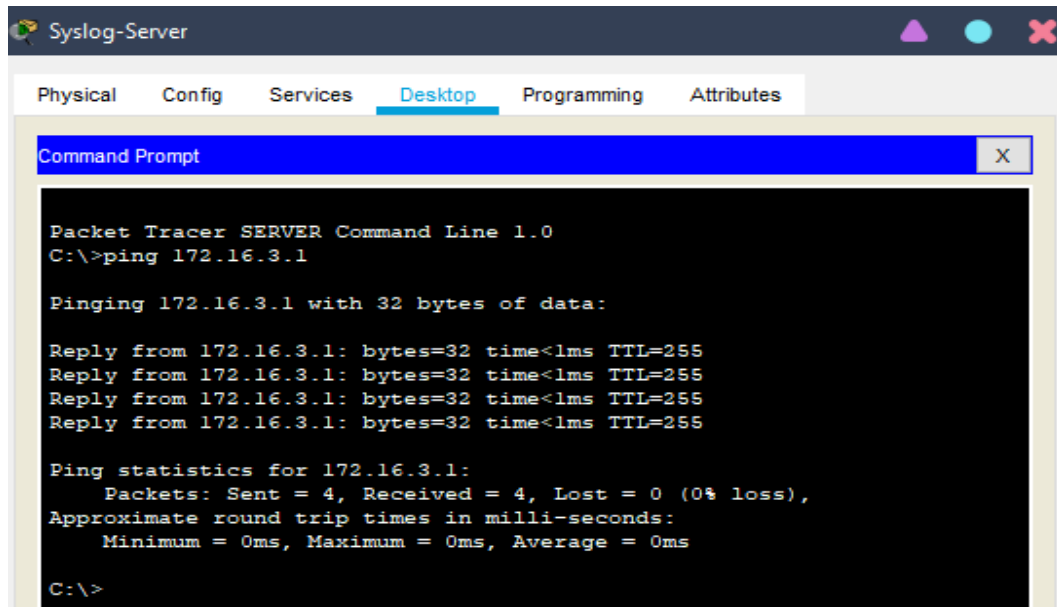 Syslog-Server
Physical Config Services Desktop Programming Attributes
Command Prompt X
Packet Tracer SERVER Command Line 1.0
C:\>ping 172.16.3.1
Pinging 172.16.3.1 with 32 bytes of data:
Reply from 172.16.3.1: bytes=32 time<1ms TTL=255
Reply from 172.16.3.1: bytes=32 time<1ms TTL=255
Reply from 172.16.3.1: bytes=32 time<1ms TTL=255
Reply from 172.16.3.1: bytes=32 time<1ms TTL=255
Ping statistics for 172.16.3.1:
Packets: Sent = 4, Received = 4, Lost = 0 (0% loss),
Approximate round trip times in milli-seconds:
Minimum = 0ms, Maximum = 0ms, Average = 0ms
C:\>